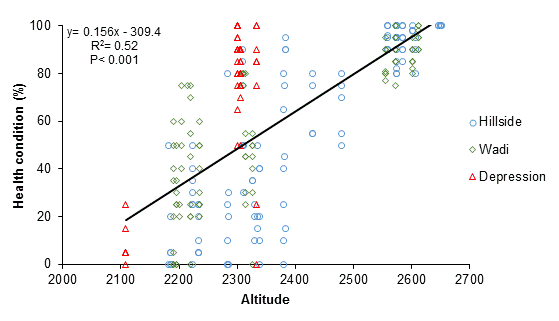 y= 0.156x - 309.4
R²= 0.52
P< 0.001
Health condition (%)
100
80
60
40
20
0
2000 2100 2200 2300 2400 2500 2600 2700
Altitude
Hillside
Wadi
Depression